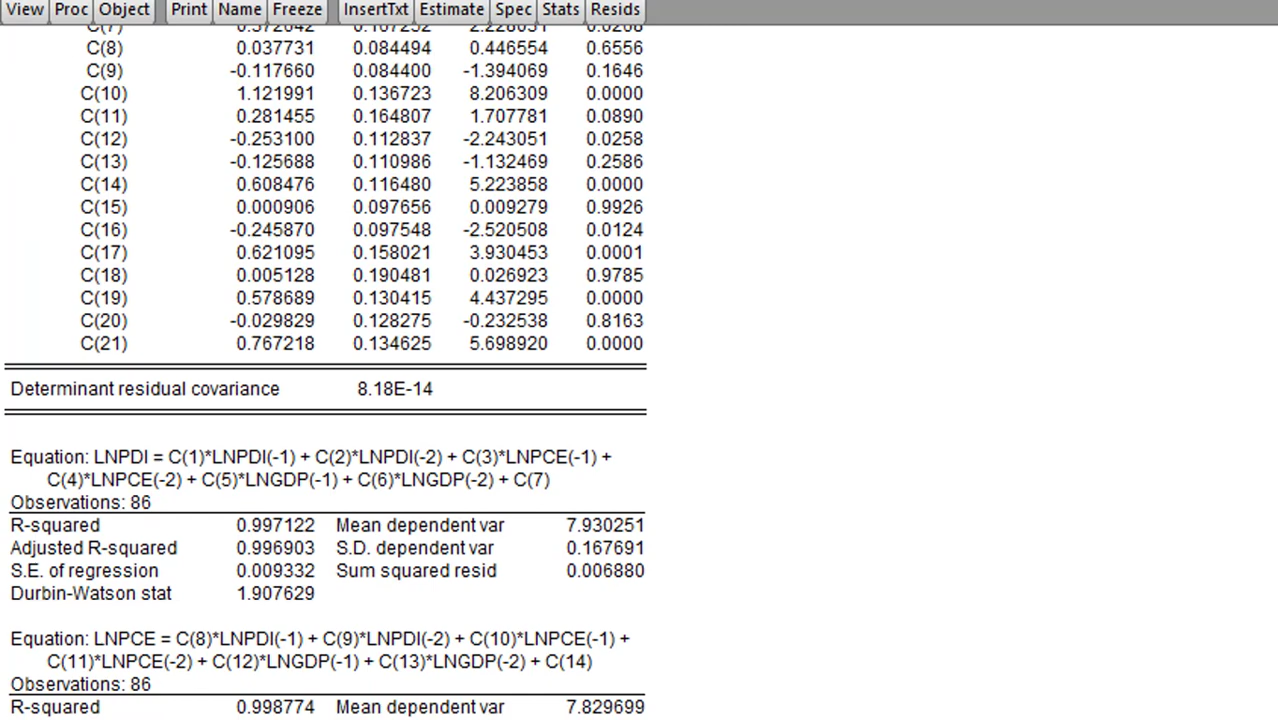 View Proc Object Print Name Freeze InsertTxt Estimate Spec Stats Resids
C(7) 0.372642 0.167252 2.228031 0.0268
C(8) 0.037731 0.084494 0.446554 0.6556
C(9) -0.117660 0.084400 -1.394069 0.1646
C(10) 1.121991 0.136723 8.206309 0.0000
C(11) 0.281455 0.164807 1.707781 0.0890
C(12) -0.253100 0.112837 -2.243051 0.0258
C(13) -0.125688 0.110986 -1.132469 0.2586
C(14) 0.608476 0.116480 5.223858 0.0000
C(15) 0.000906 0.097656 0.009279 0.9926
C(16) -0.245870 0.097548 -2.520508 0.0124
C(17) 0.621095 0.158021 3.930453 0.0001
C(18) 0.005128 0.190481 0.026923 0.9785
C(19) 0.578689 0.130415 4.437295 0.0000
C(20) -0.029829 0.128275 -0.232538 0.8163
C(21) 0.767218 0.134625 5.698920 0.0000
Determinant residual covariance 8.18E-14
Equation: LNPDI = C(1)*LNPDI(-1) + C(2)*LNPDI(-2) + C(3)*LNPCE(-1) +
C(4)*LNPCE(-2) + C(5)*LNGDP(-1) + C(6)*LNGDP(-2) + C(7)
Observations: 86
R-squared 0.997122 Mean dependent var 7.930251
Adjusted R-squared 0.996903 S.D. dependent var 0.167691
S.E. of regression 0.009332 Sum squared resid 0.006880
Durbin-Watson stat 1.907629
Equation: LNPCE = C(8)*LNPDI(-1) + C(9)*LNPDI(-2) + C(10)*LNPCE(-1) +
C(11)*LNPCE(-2) + C(12)*LNGDP(-1) + C(13)*LNGDP(-2) + C(14)
Observations: 86
R-squared 0.998774 Mean dependent var 7.829699